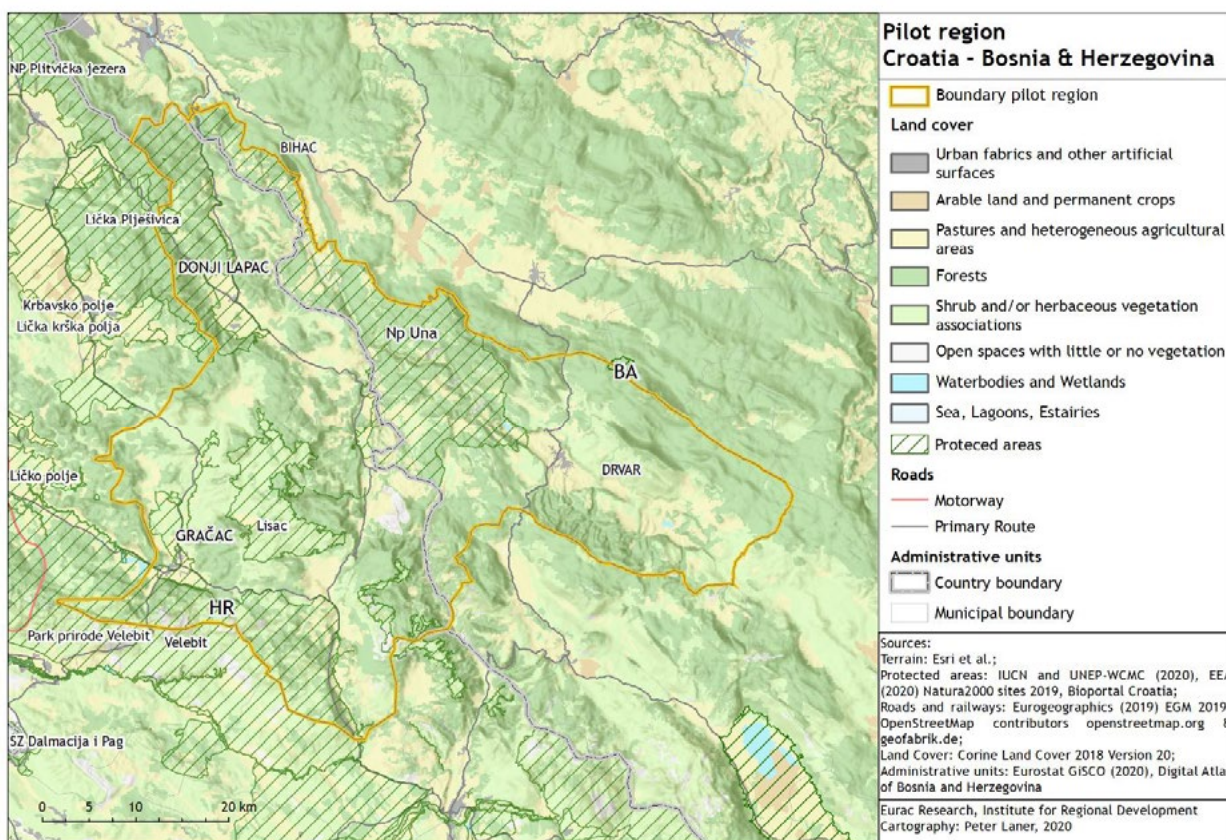 NP Plitvička jezera
BIHAC
Lička Plješivica
DONJI LAPAC
Krbavsko polje
Lička krška polja
Np Una
BA
DRVAR
Ličko polje
GRAČAC
Lisac
HR
Park prirode Velebit
Velebit
SZ Dalmacija i Pag
0 5 10 20 km
Pilot region
Croatia - Bosnia & Herzegovina
Boundary pilot region
Land cover
Urban fabrics and other artificial
surfaces
Arable land and permanent crops
Pastures and heterogeneous agricultural
areas
Forests
Shrub and/or herbaceous vegetation
associations
Open spaces with little or no vegetation
Waterbodies and Wetlands
Sea, Lagoons, Estairies
Proteced areas
Roads
Motorway
Primary Route
Administrative units
Country boundary
Municipal boundary
Sources:
Terrain: Esri et al.;
Protected areas: IUCN and UNEP-WCMC (2020), EEA
(2020) Natura2000 sites 2019, Bioportal Croatia;
Roads and railways: Eurogeographics (2019) EGM 2019
OpenStreetMap contributors openstreetmap.org &
geofabrik.de;
Land Cover: Corine Land Cover 2018 Version 20;
Administrative units: Eurostat GiSCO (2020), Digital Atla
of Bosnia and Herzegovina
Eurac Research, Institute for Regional Development
Cartography: Peter Laner, 2020